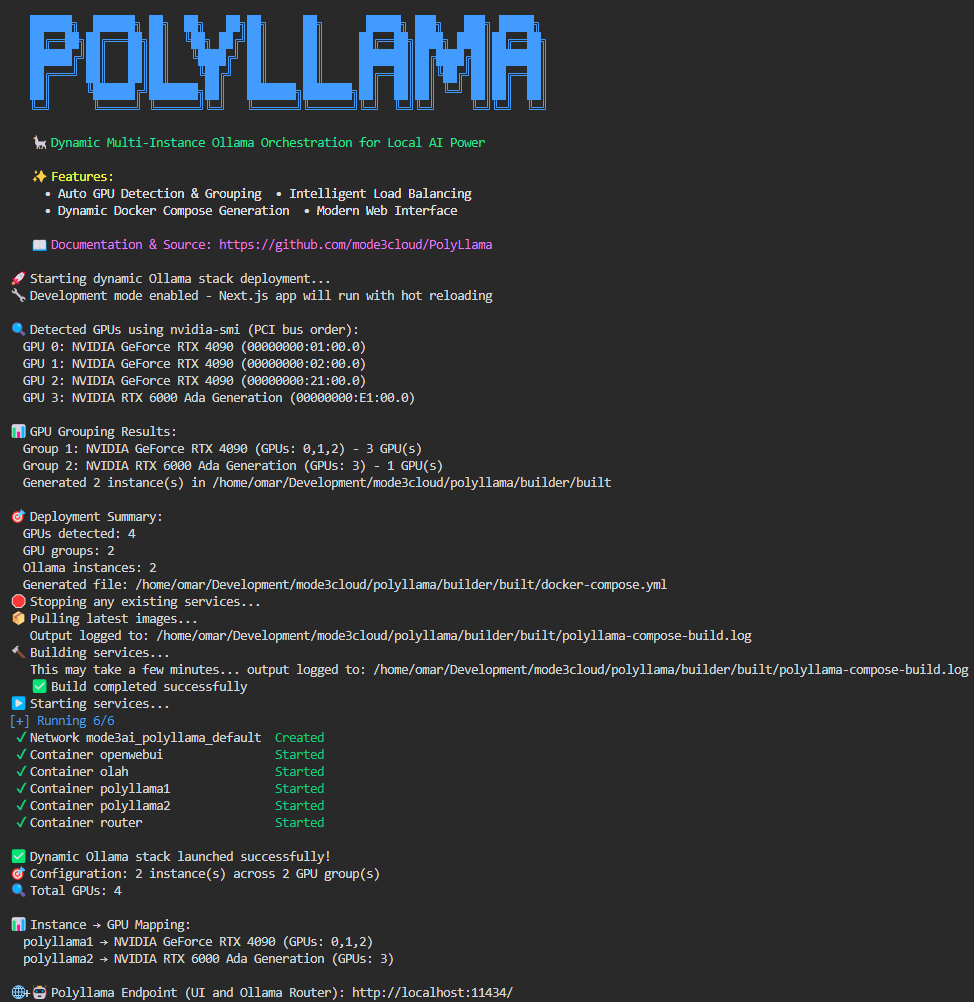 POLYLLAMA
🦙 Dynamic Multi-Instance Ollama Orchestration for Local AI Power
✨ Features:
• Auto GPU Detection & Grouping • Intelligent Load Balancing
• Dynamic Docker Compose Generation • Modern Web Interface
📖 Documentation & Source: https://github.com/mode3cloud/PolyLlama
🚀 Starting dynamic Ollama stack deployment...
🔧 Development mode enabled - Next.js app will run with hot reloading
🔍 Detected GPUs using nvidia-smi (PCI bus order):
GPU 0: NVIDIA GeForce RTX 4090 (00000000:01:00.0)
GPU 1: NVIDIA GeForce RTX 4090 (00000000:02:00.0)
GPU 2: NVIDIA GeForce RTX 4090 (00000000:21:00.0)
GPU 3: NVIDIA RTX 6000 Ada Generation (00000000:E1:00.0)
📊 GPU Grouping Results:
Group 1: NVIDIA GeForce RTX 4090 (GPUs: 0,1,2) - 3 GPU(s)
Group 2: NVIDIA RTX 6000 Ada Generation (GPUs: 3) - 1 GPU(s)
Generated 2 instance(s) in /home/omar/Development/mode3cloud/polyllama/builder/built
🎯 Deployment Summary:
GPUs detected: 4
GPU groups: 2
Ollama instances: 2
Generated file: /home/omar/Development/mode3cloud/polyllama/builder/built/docker-compose.yml
🛑 Stopping any existing services...
📦 Pulling latest images...
Output logged to: /home/omar/Development/mode3cloud/polyllama/builder/built/polyllama-compose-build.log
🔨 Building services...
This may take a few minutes... output logged to: /home/omar/Development/mode3cloud/polyllama/builder/built/polyllama-compose-build.log
✅ Build completed successfully
▶️ Starting services...
[+] Running 6/6
✓ Network mode3ai_polyllama_default Created
✓ Container openwebui Started
✓ Container olah Started
✓ Container polyllama1 Started
✓ Container polyllama2 Started
✓ Container router Started
✅ Dynamic Ollama stack launched successfully!
🎯 Configuration: 2 instance(s) across 2 GPU group(s)
🔍 Total GPUs: 4
📊 Instance → GPU Mapping:
polyllama1 → NVIDIA GeForce RTX 4090 (GPUs: 0,1,2)
polyllama2 → NVIDIA RTX 6000 Ada Generation (GPUs: 3)
🌐+🤖 Polyllama Endpoint (UI and Ollama Router): http://localhost:11434/